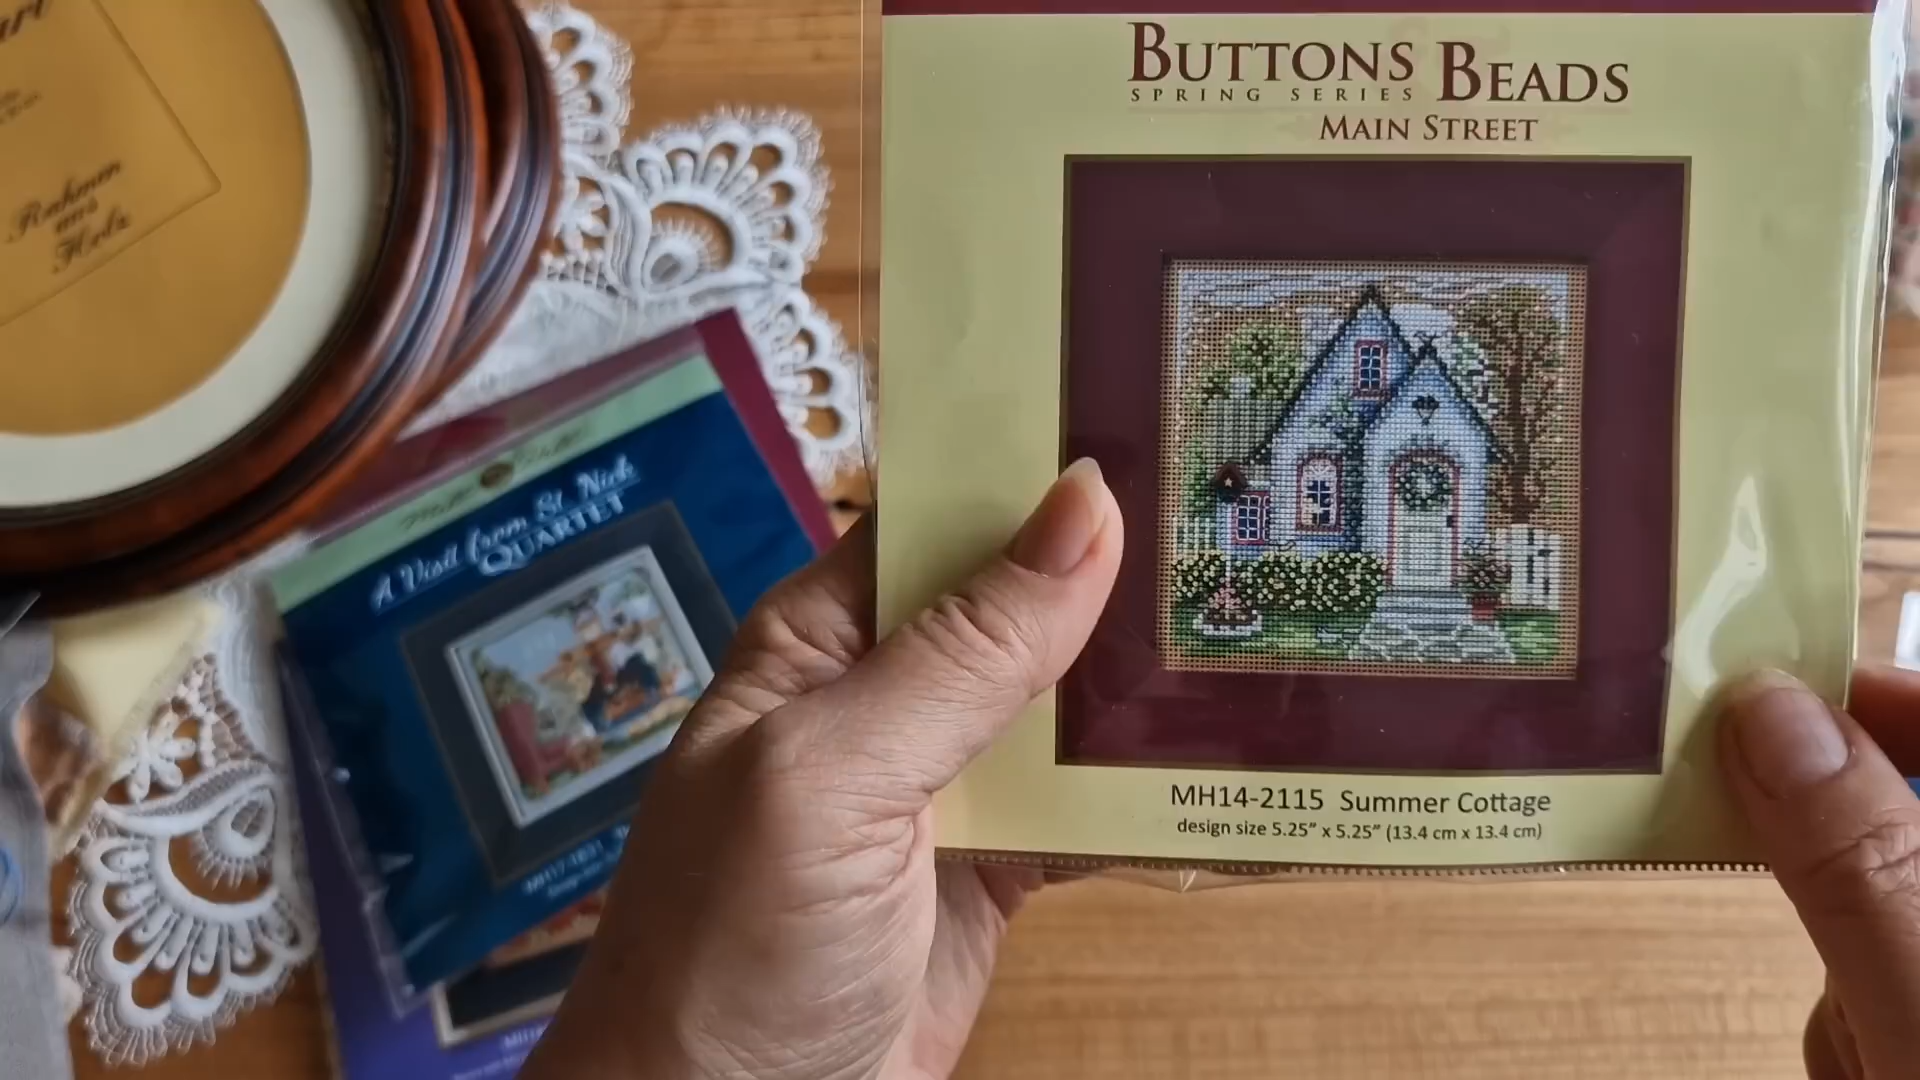 BUTTONS BEADS
SPRING SERIES
MAIN STREET
MH14-2115 Summer Cottage
design size 5.25" x 5.25" (13.4 cm x 13.4 cm)
A Visit from St. Nick
QUARTET
Rahmen
aus
Holz